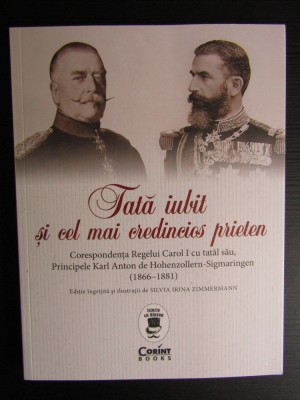 Tată iubit
și cel mai credincios prieten
Corespondența Regelui Carol I cu tatăl său,
Principele Karl Anton de Hohenzollern-Sigmaringen
(1866–1881)
Ediție îngrijită și ilustrații de SILVIA IRINA ZIMMERMANN
CORINT
BOOKS